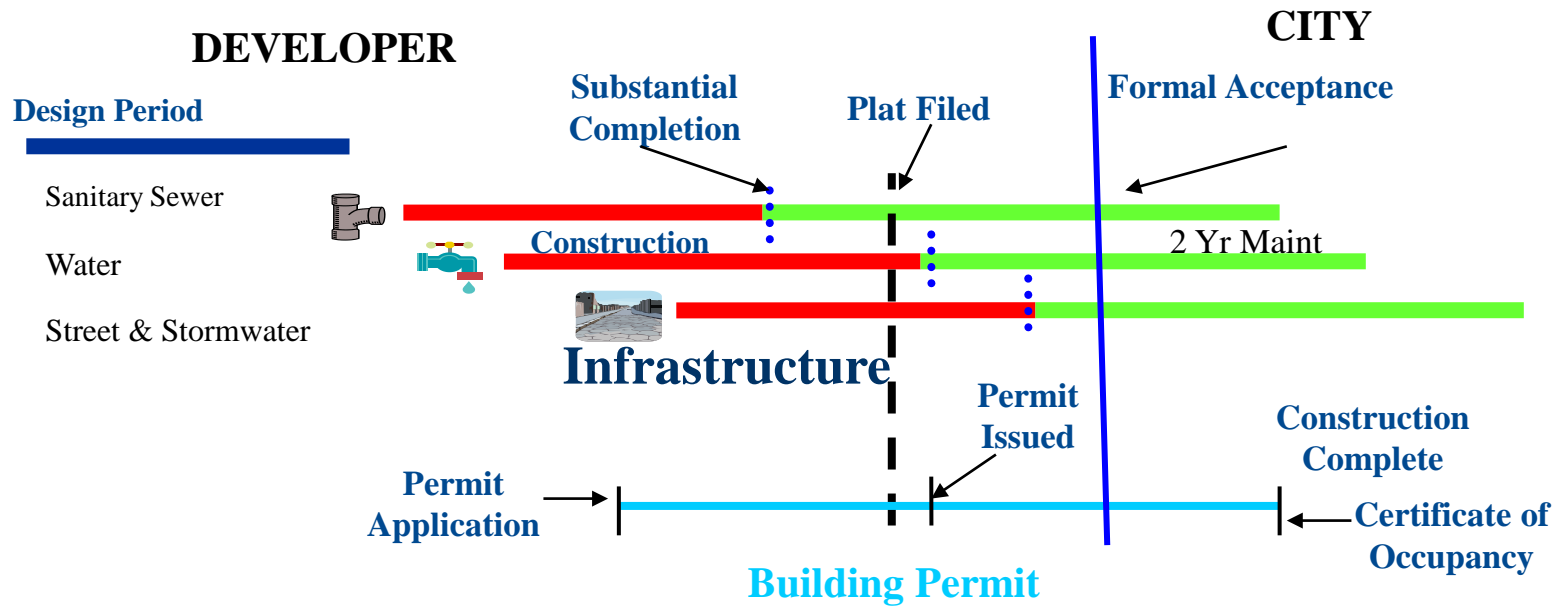 DEVELOPER
CITY
Design Period
Substantial
Completion
Plat Filed
Formal Acceptance
Sanitary Sewer
Construction
2 Yr Maint
Water
Street & Stormwater
Infrastructure
Permit
Issued
Construction
Complete
Permit
Application
Certificate of
Occupancy
Building Permit